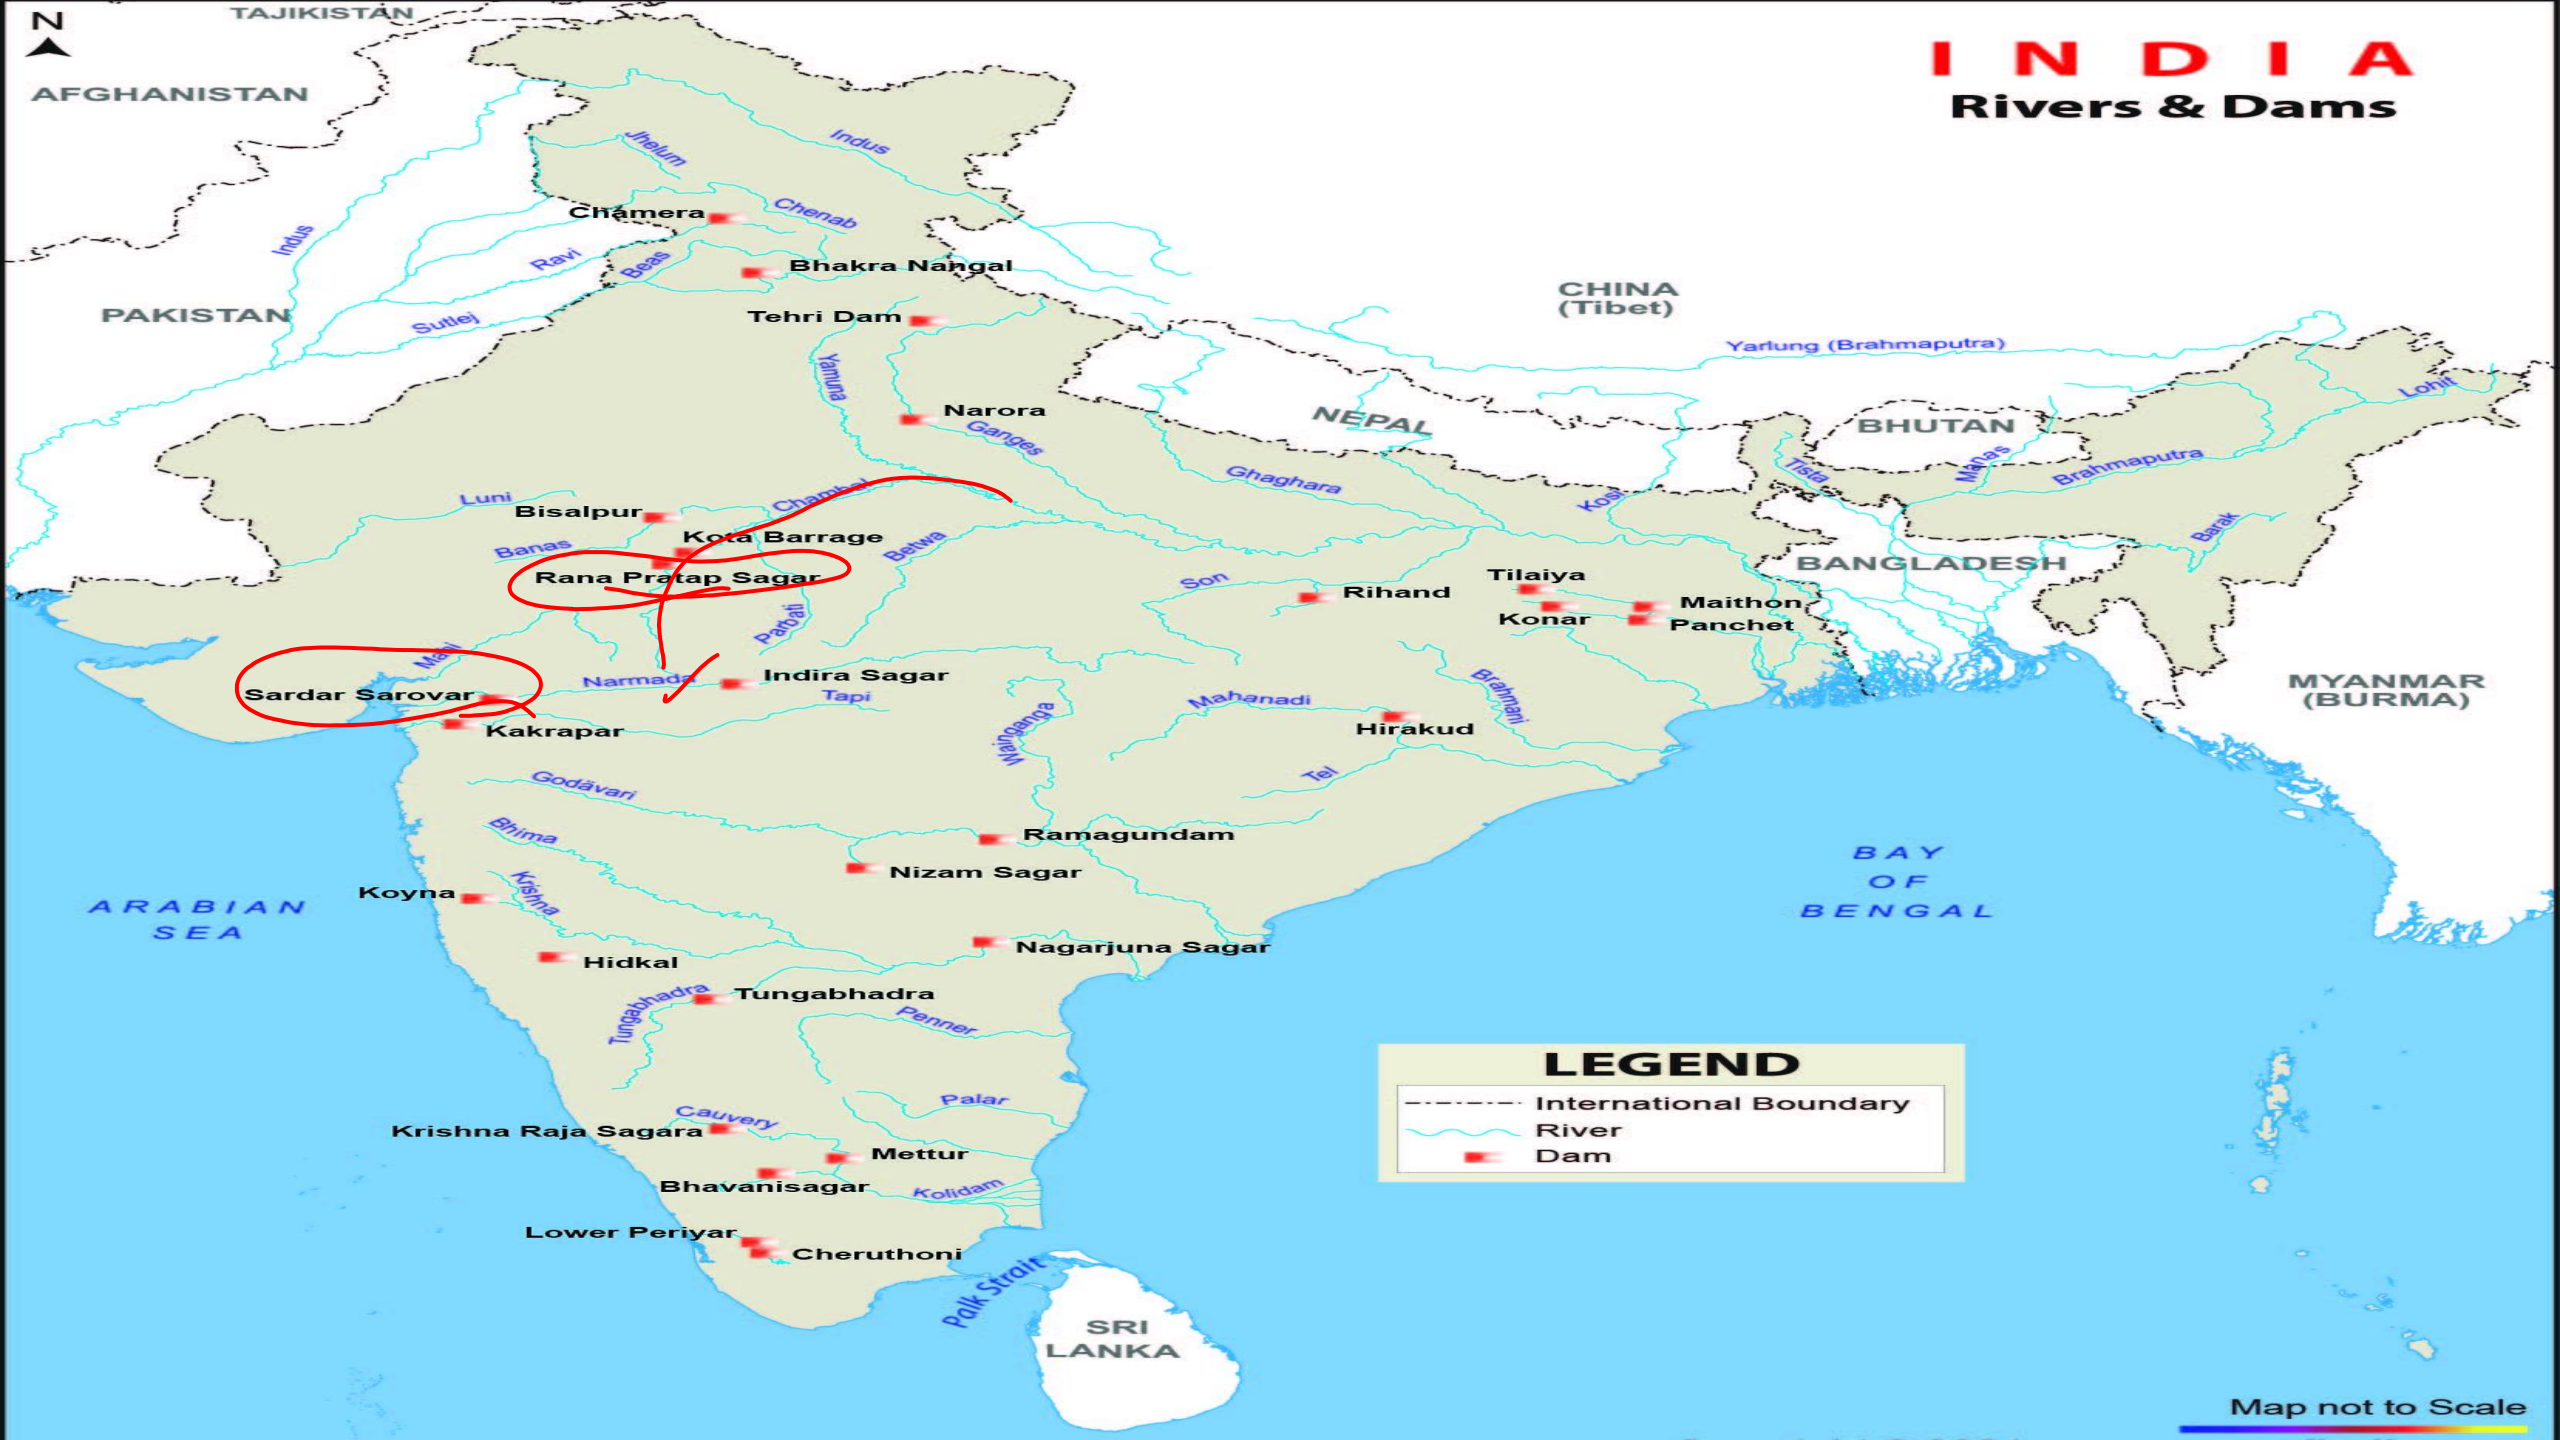 N
TAJIKISTAN
I N D I A
Rivers & Dams
AFGHANISTAN
Jhelum
Indus
Chamera
Chenab
Indus
Ravi
Beas
Bhakra Nangal
PAKISTAN
Sutlej
Tehri Dam
CHINA
(Tibet)
Yarlung (Brahmaputra)
Yamuna
Lohit
Narora
Ganges
NEPAL
BHUTAN
Ghaghara
Tista
Manas
Brahmaputra
Luni
Chambal
Kosi
Bisalpur
Kota Barrage
Banas
Betwa
Barak
BANGLADESH
Rana Pratap Sagar
Son
Rihand
Tilaiya
Maithon
Konar
Panchet
Parbati
Mahi
Narmada
Indira Sagar
Sardar Sarovar
Tapi
Kakrapar
Wainganga
Mahanadi
Brahmani
Hirakud
MYANMAR
(BURMA)
Godavari
Tel
Bhima
Ramagundam
Nizam Sagar
BAY
OF
BENGAL
Koyna
Krishna
ARABIAN
SEA
Nagarjuna Sagar
Hidkal
Tungabhadra
Tungabhadra
Penner
LEGEND
International Boundary
River
Dam
Palar
Cauvery
Krishna Raja Sagara
Mettur
Bhavanisagar
Kolidam
Lower Periyar
Cheruthoni
Palk Strait
SRI
LANKA
Map not to Scale